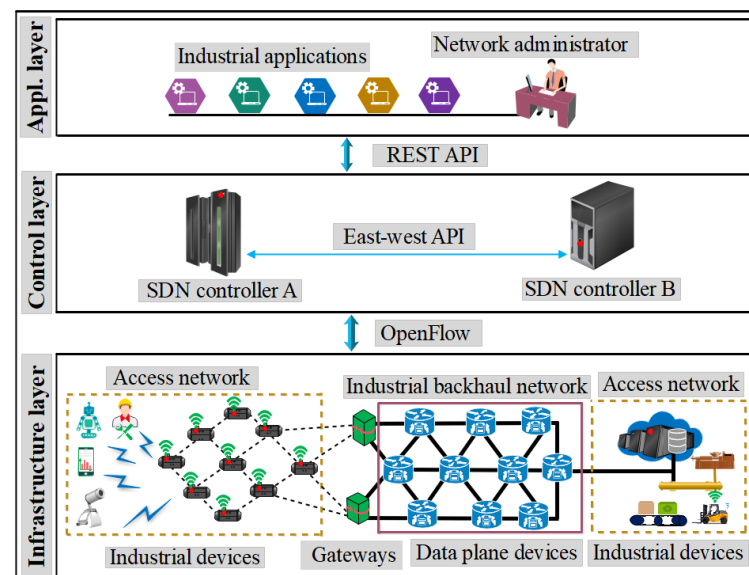 Appl. layer
Industrial applications
Network administrator
REST API
Control layer
East-west API
SDN controller A
SDN controller B
OpenFlow
Infrastructure layer
Access network
Industrial backhaul network
Access network
Industrial devices
Gateways
Data plane devices
Industrial devices